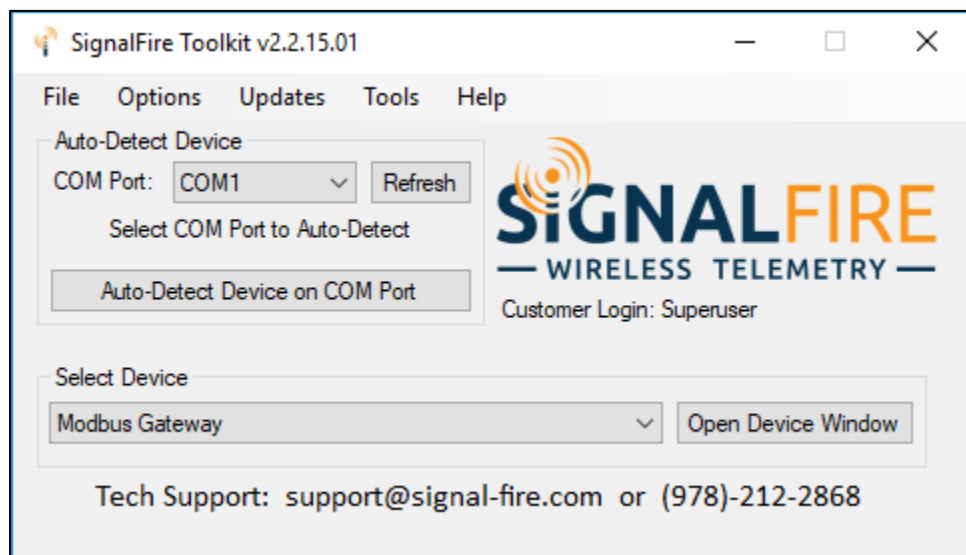 SignalFire Toolkit v2.2.15.01
File Options Updates Tools Help
Auto-Detect Device
COM Port: COM1 Refresh
Select COM Port to Auto-Detect
Auto-Detect Device on COM Port
SIGNALFIRE
WIRELESS TELEMETRY
Customer Login: Superuser
Select Device
Modbus Gateway Open Device Window
Tech Support: support@signal-fire.com or (978)-212-2868